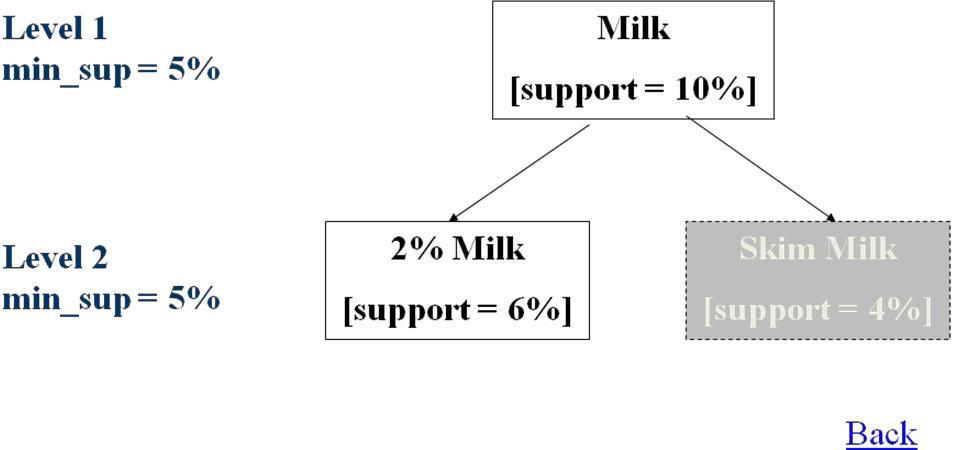 Level 1
min_sup = 5%
Milk
[support = 10%]
Level 2
min_sup = 5%
2% Milk
[support = 6%]
Skim Milk
[support = 4%]
Back